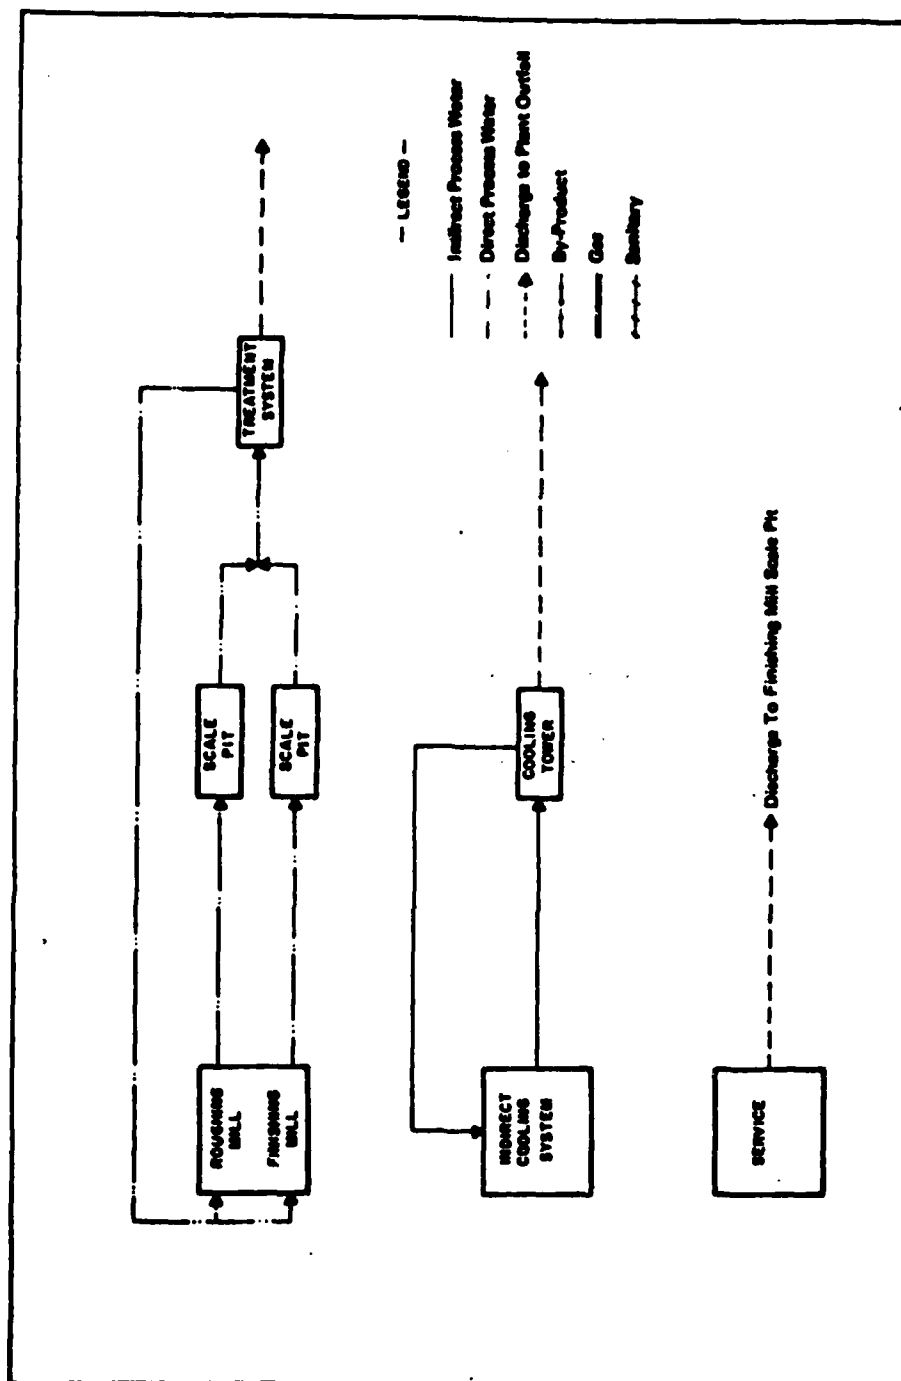 ROUGHING
MILL
FINISHING
MILL
SCALE
PIT
SCALE
PIT
TREATMENT
SYSTEM
INDIRECT
COOLING
SYSTEM
COOLING
TOWER
SERVICE
Discharge To Finishing Mill Scale Pit
— LEGEND —
Indirect Process Water
Direct Process Water
Discharge to Plant Outfall
By-Product
Gas
Sanitary